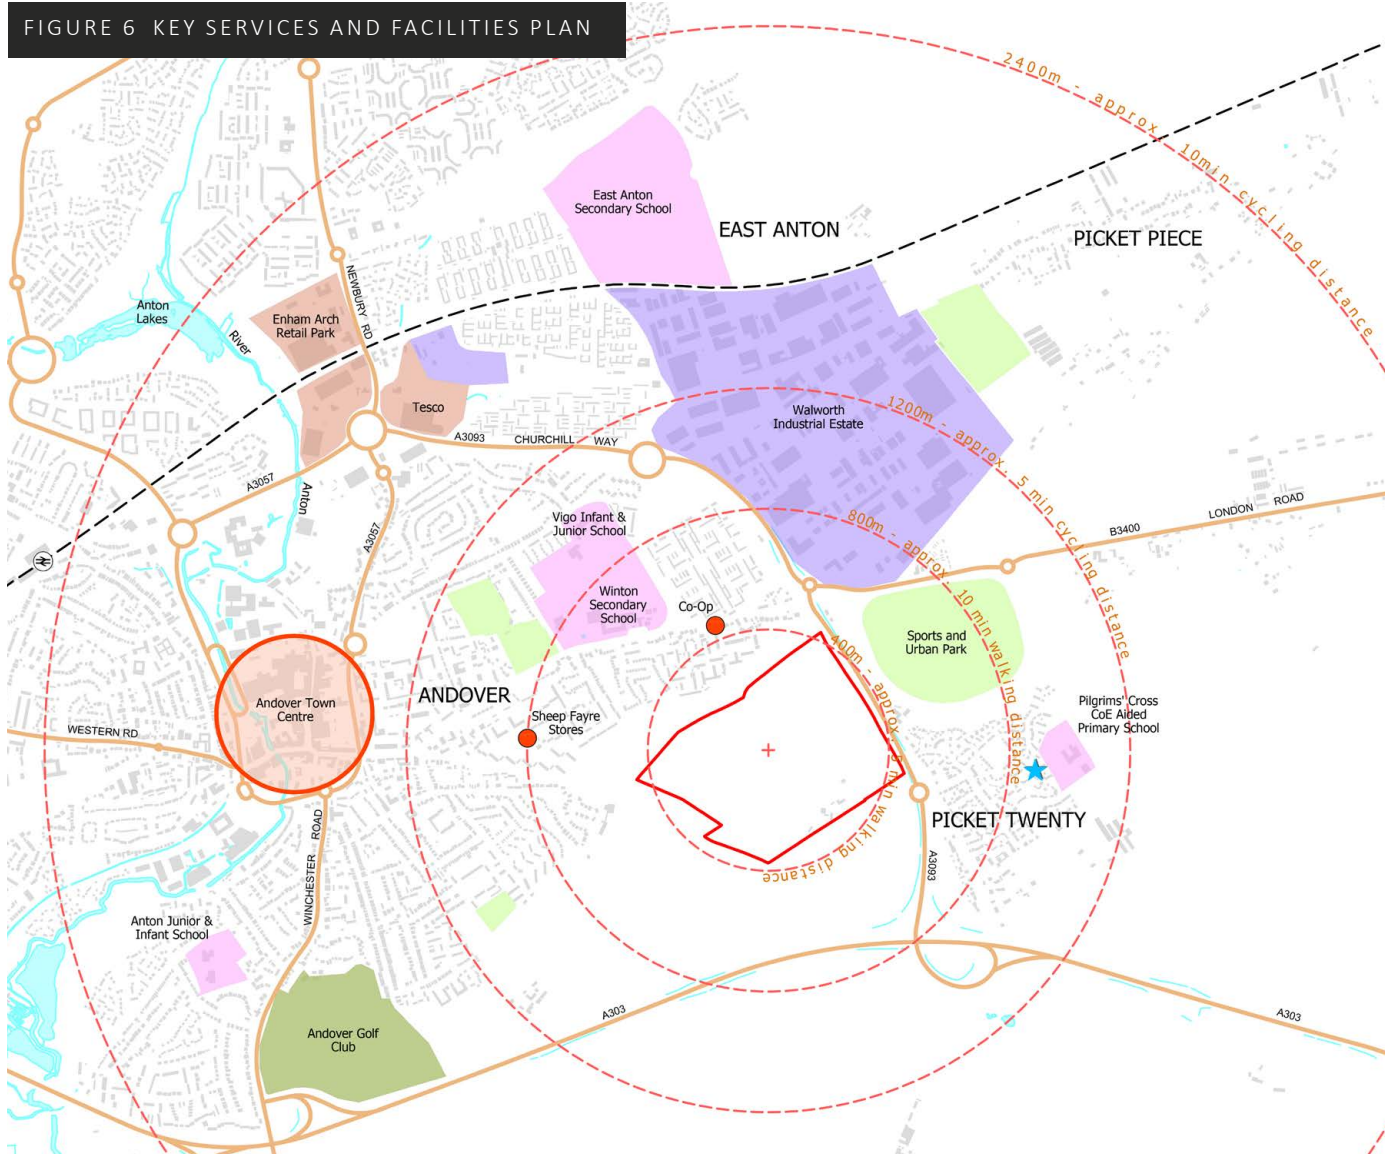 FIGURE 6 KEY SERVICES AND FACILITIES PLAN
2400m - approx. 10min cycling distance
East Anton
Secondary School
EAST ANTON
PICKET PIECE
NEWBURY RD
Anton
Lakes
Enham Arch
Retail Park
River
Anton
Tesco
Walworth
Industrial Estate
1200m - approx. 5 min cycling distance
A3093 CHURCHILL WAY
A3057
A3057
B3400 LONDON ROAD
Vigo Infant &
Junior School
800m - approx. 10 min walking distance
Winton
Secondary
School
Co-Op
Sports and
Urban Park
400m - approx. 5 min walking distance
ANDOVER
Andover Town
Centre
Sheep Fayre
Stores
Pilgrims' Cross
CoE Aided
Primary School
WESTERN RD
PICKET TWENTY
WINCHESTER ROAD
A3093
Anton Junior &
Infant School
Andover Golf
Club
A303
A303